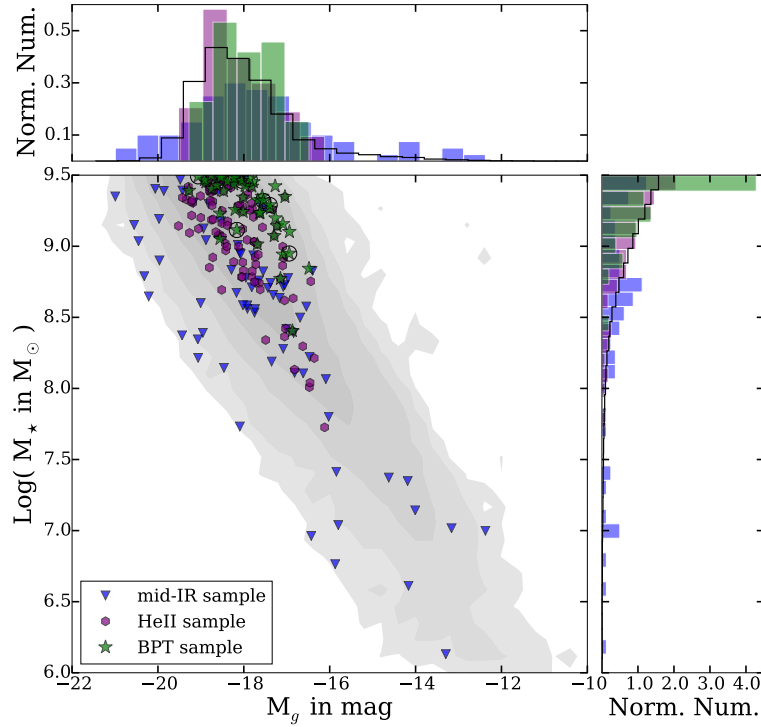 0.5
0.3
0.1
Norm. Num.
9.5
9.0
8.5
8.0
7.5
7.0
6.5
6.0
Log( M⋆ in M⊙ )
mid-IR sample
HeII sample
BPT sample
−22 −20 −18 −16 −14 −12 −10
M_g in mag
0 1.0 2.0 3.0 4.0
Norm. Num.